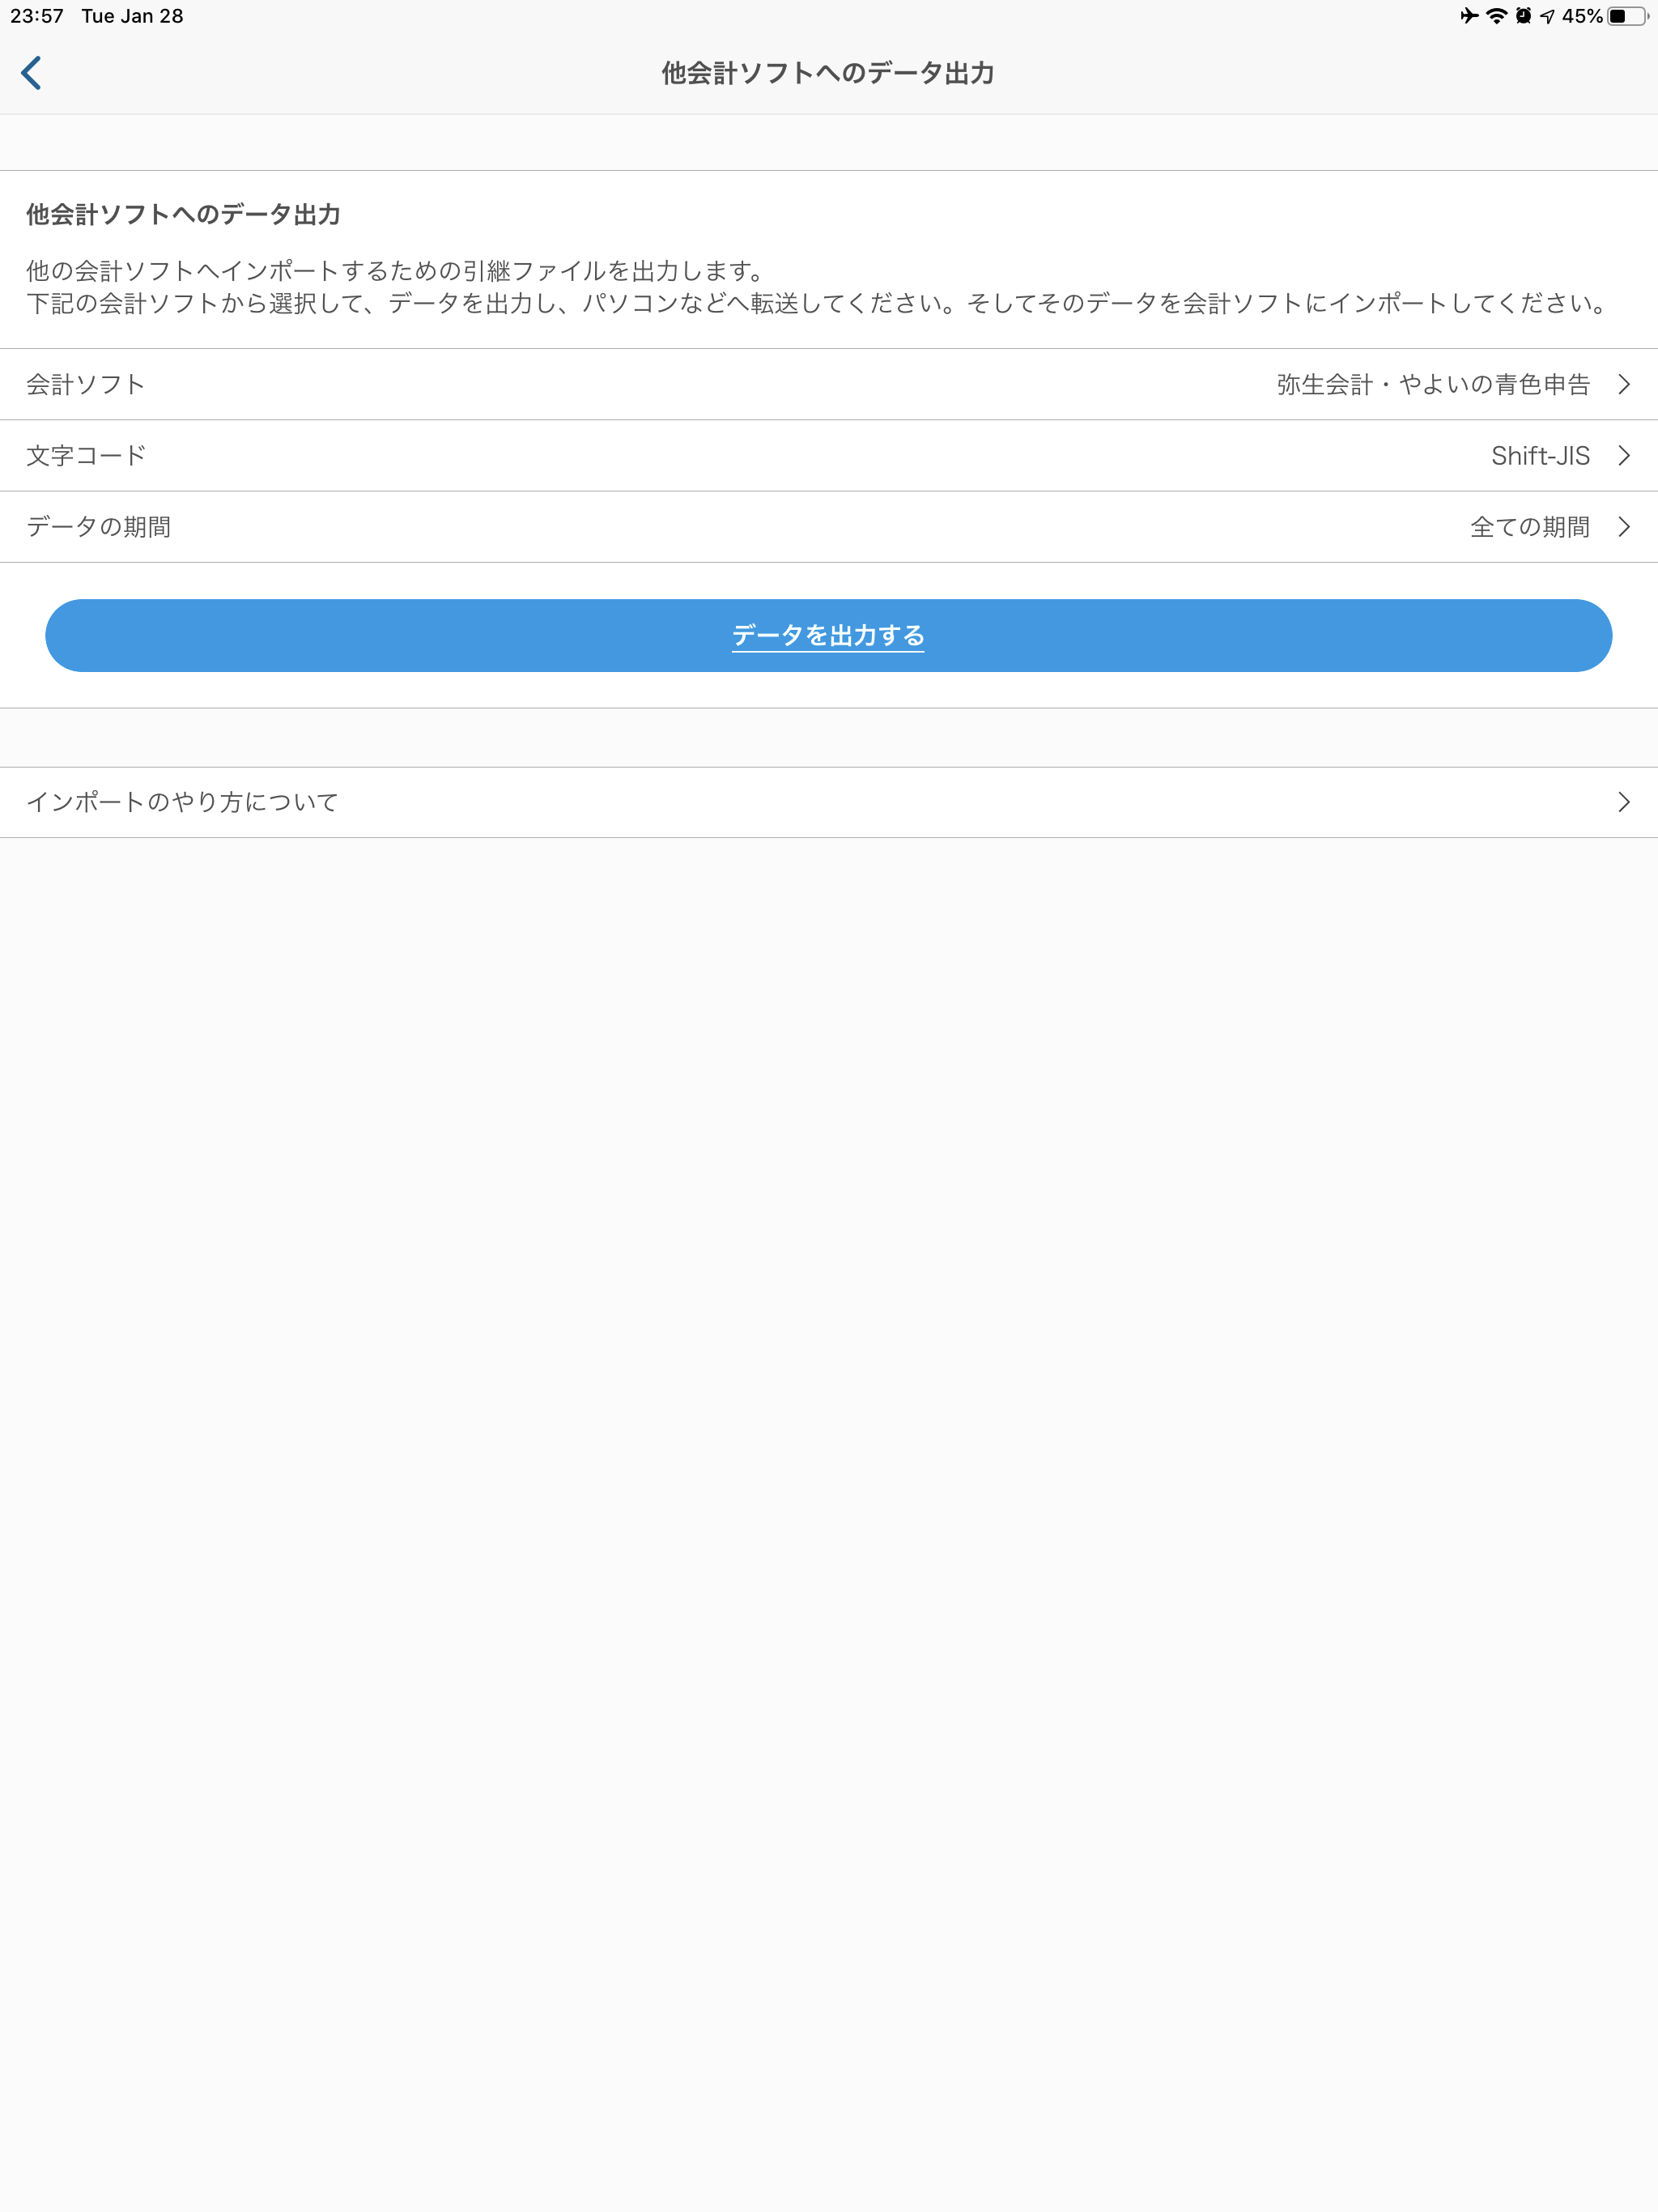 23:57 Tue Jan 28
45%
他会計ソフトへのデータ出力
他会計ソフトへのデータ出力
他の会計ソフトへインポートするための引継ファイルを出力します。
下記の会計ソフトから選択して、データを出力し、パソコンなどへ転送してください。そしてそのデータを会計ソフトにインポートしてください。
会計ソフト 弥生会計・やよいの青色申告
文字コード Shift-JIS
データの期間 全ての期間
データを出力する
インポートのやり方について